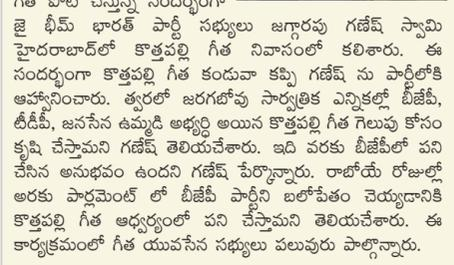 గత పోటీ చేస్తున్న సందర్భంగా
జై భీమ్ భారత్ పార్టీ సభ్యులు జగ్గారపు గణేష్ స్వామి
హైదరాబాద్‌లో కొత్తపల్లి గీత నివాసంలో కలిశారు. ఈ
సందర్భంగా కొత్తపల్లి గీత కండువా కప్పి గణేష్ ను పార్టీలోకి
ఆహ్వానించారు. త్వరలో జరగబోవు సార్వత్రిక ఎన్నికల్లో బీజేపీ,
టీడీపీ, జనసేన ఉమ్మడి అభ్యర్థి అయిన కొత్తపల్లి గీత గెలుపు కోసం
కృషి చేస్తామని గణేష్ తెలియచేశారు. ఇది వరకు బీజేపీలో పని
చేసిన అనుభవం ఉందని గణేష్ పేర్కొన్నారు. రాబోయే రోజుల్లో
అరకు పార్లమెంట్ లో బీజేపీ పార్టీని బలోపేతం చెయ్యడానికి
కొత్తపల్లి గీత ఆధ్వర్యంలో పని చేస్తామని తెలియచేశారు. ఈ
కార్యక్రమంలో గీత యువసేన సభ్యులు పలువురు పాల్గొన్నారు.